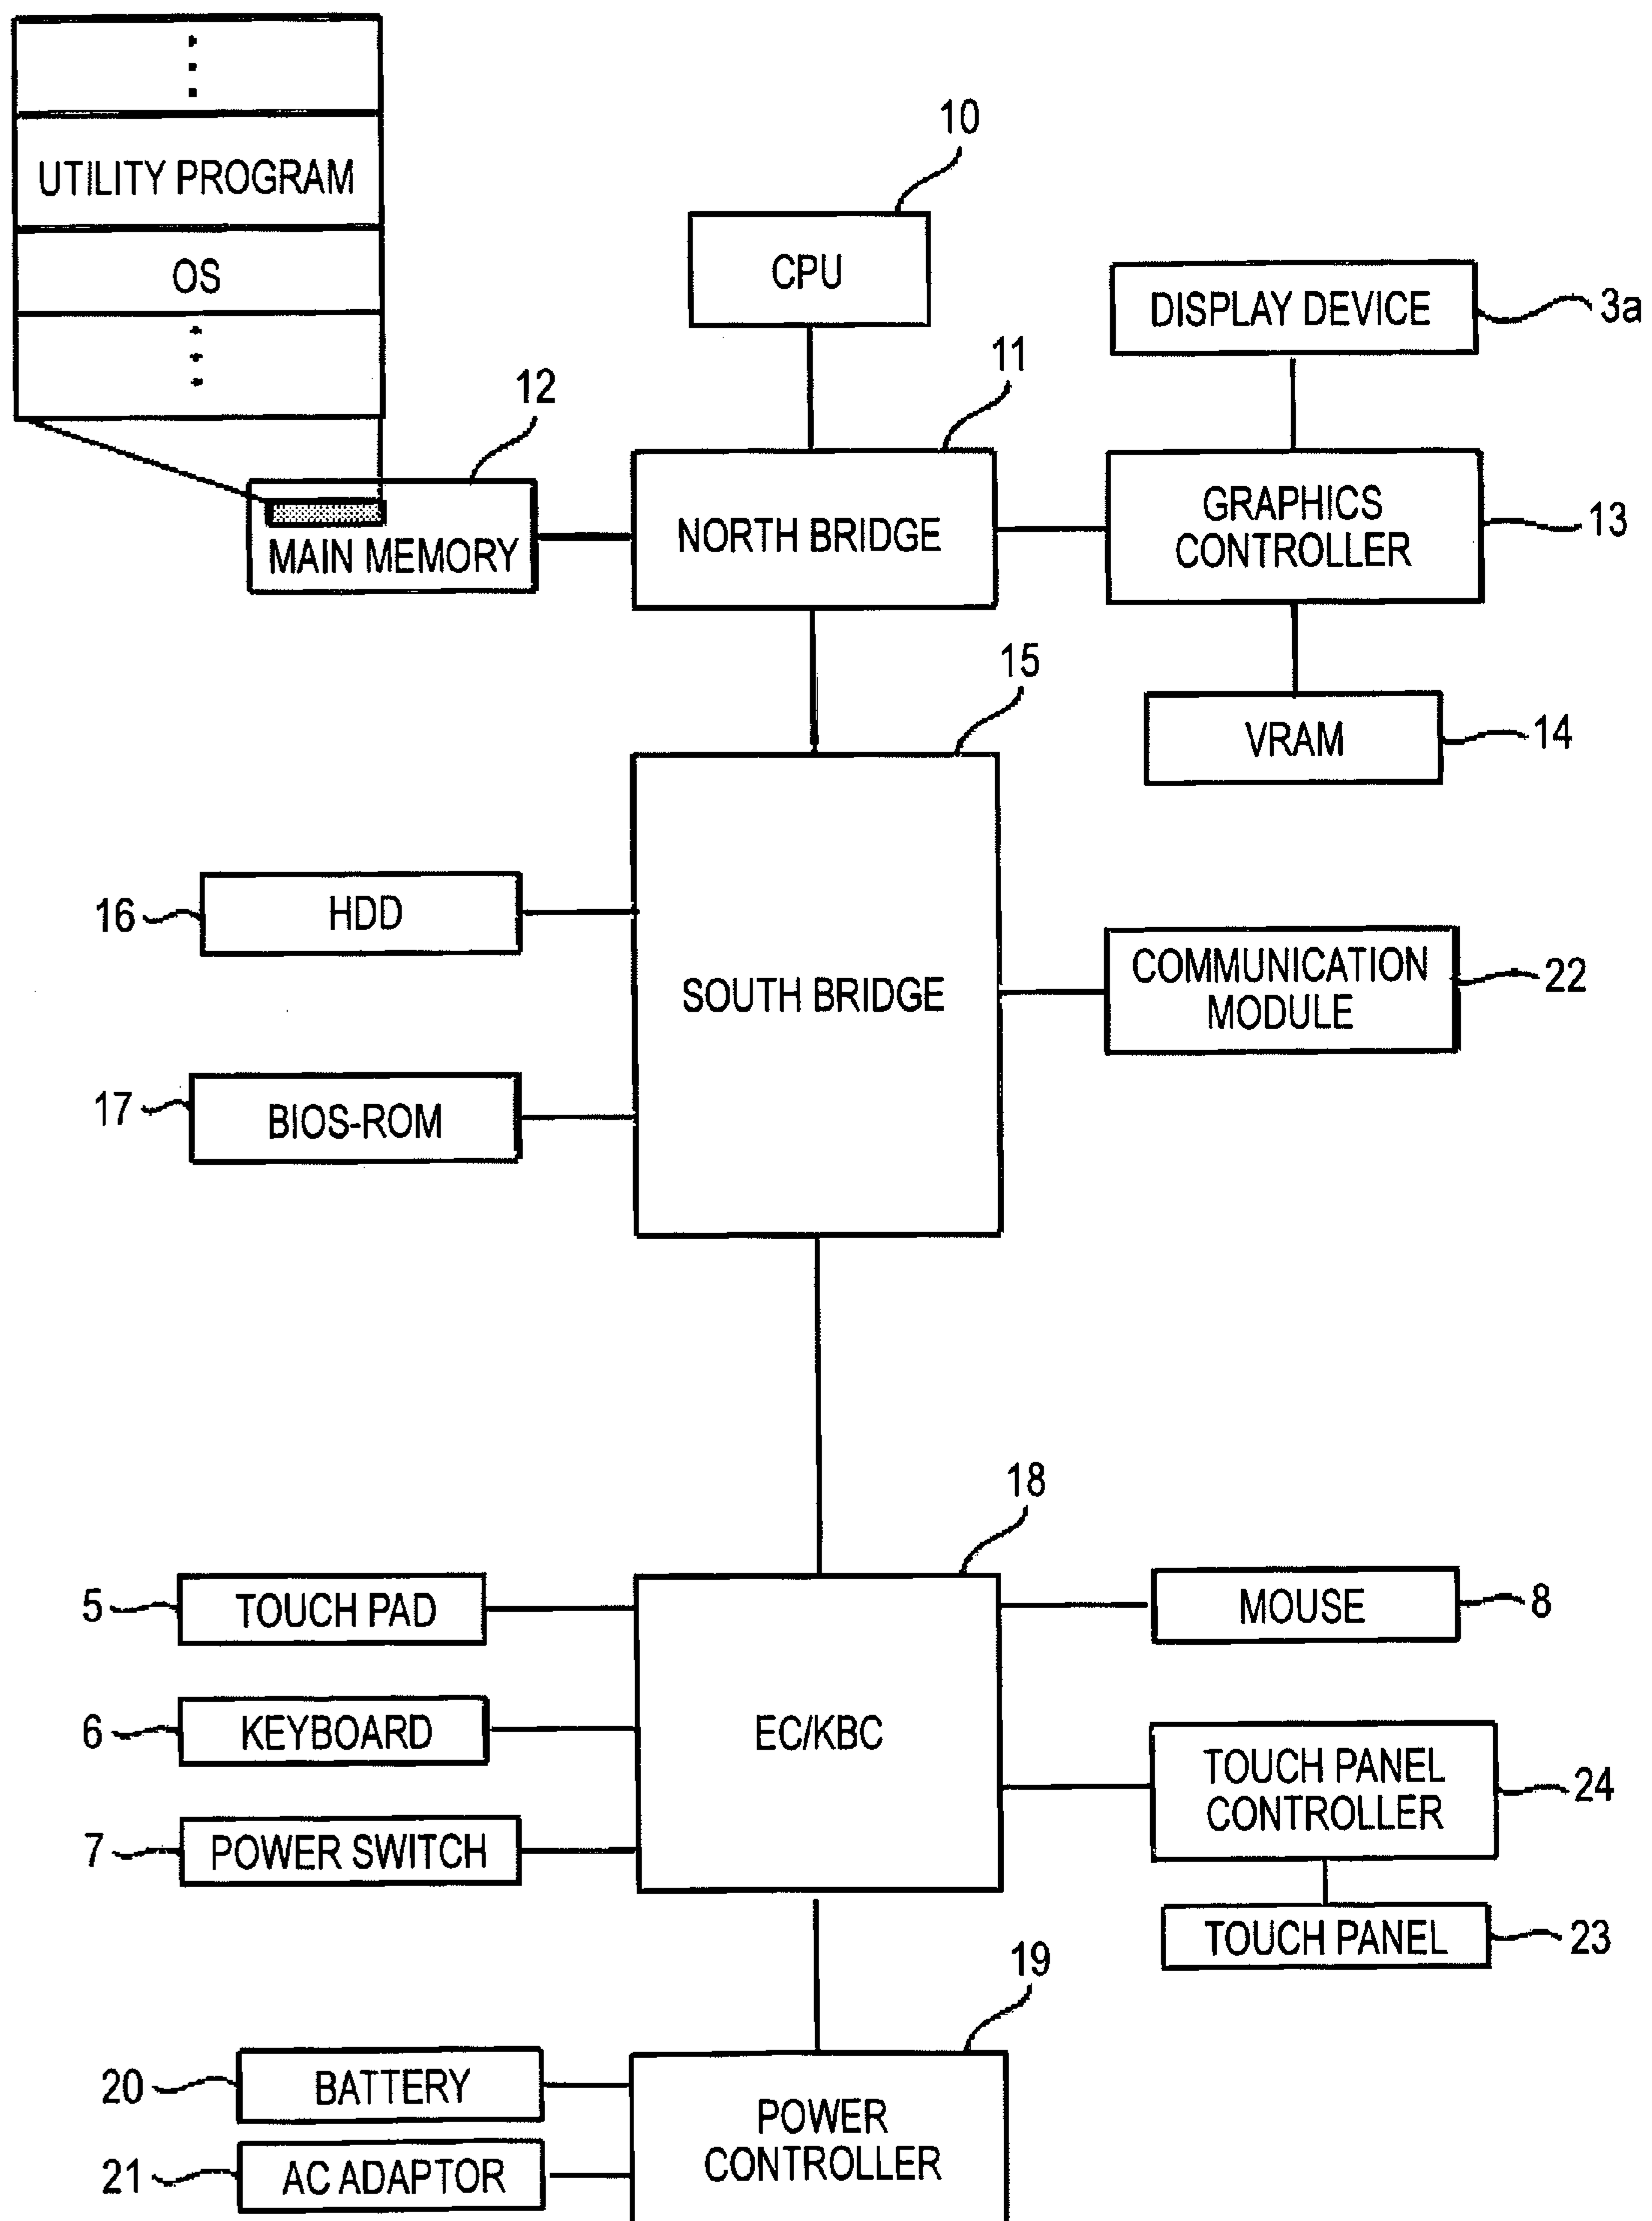 UTILITY PROGRAM
OS
10
CPU
DISPLAY DEVICE
3a
12
11
MAIN MEMORY
NORTH BRIDGE
GRAPHICS
CONTROLLER
13
15
VRAM
14
16
HDD
SOUTH BRIDGE
COMMUNICATION
MODULE
22
17
BIOS-ROM
18
5
TOUCH PAD
MOUSE
8
6
KEYBOARD
EC/KBC
TOUCH PANEL
CONTROLLER
24
7
POWER SWITCH
TOUCH PANEL
23
19
20
BATTERY
POWER
CONTROLLER
21
AC ADAPTOR